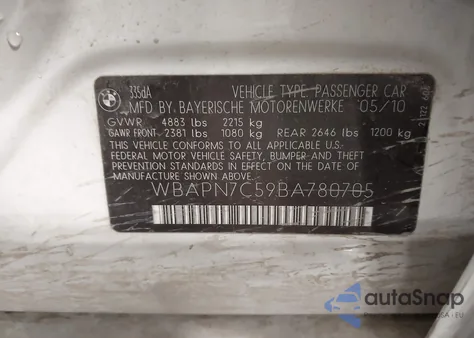 BMW
335dA VEHICLE TYPE PASSENGER CAR
MFD BY BAYERISCHE MOTORENWERKE 05/10
GVWR 4883 lbs 2215 kg
GAWR FRONT 2381 lbs 1080 kg REAR 2646 lbs 1200 kg
THIS VEHICLE CONFORMS TO ALL APPLICABLE U.S.
FEDERAL MOTOR VEHICLE SAFETY, BUMPER AND THEFT
PREVENTION STANDARDS IN EFFECT ON THE DATE OF
MANUFACTURE SHOWN ABOVE
WBAPN7C59BA780705
autoSnap